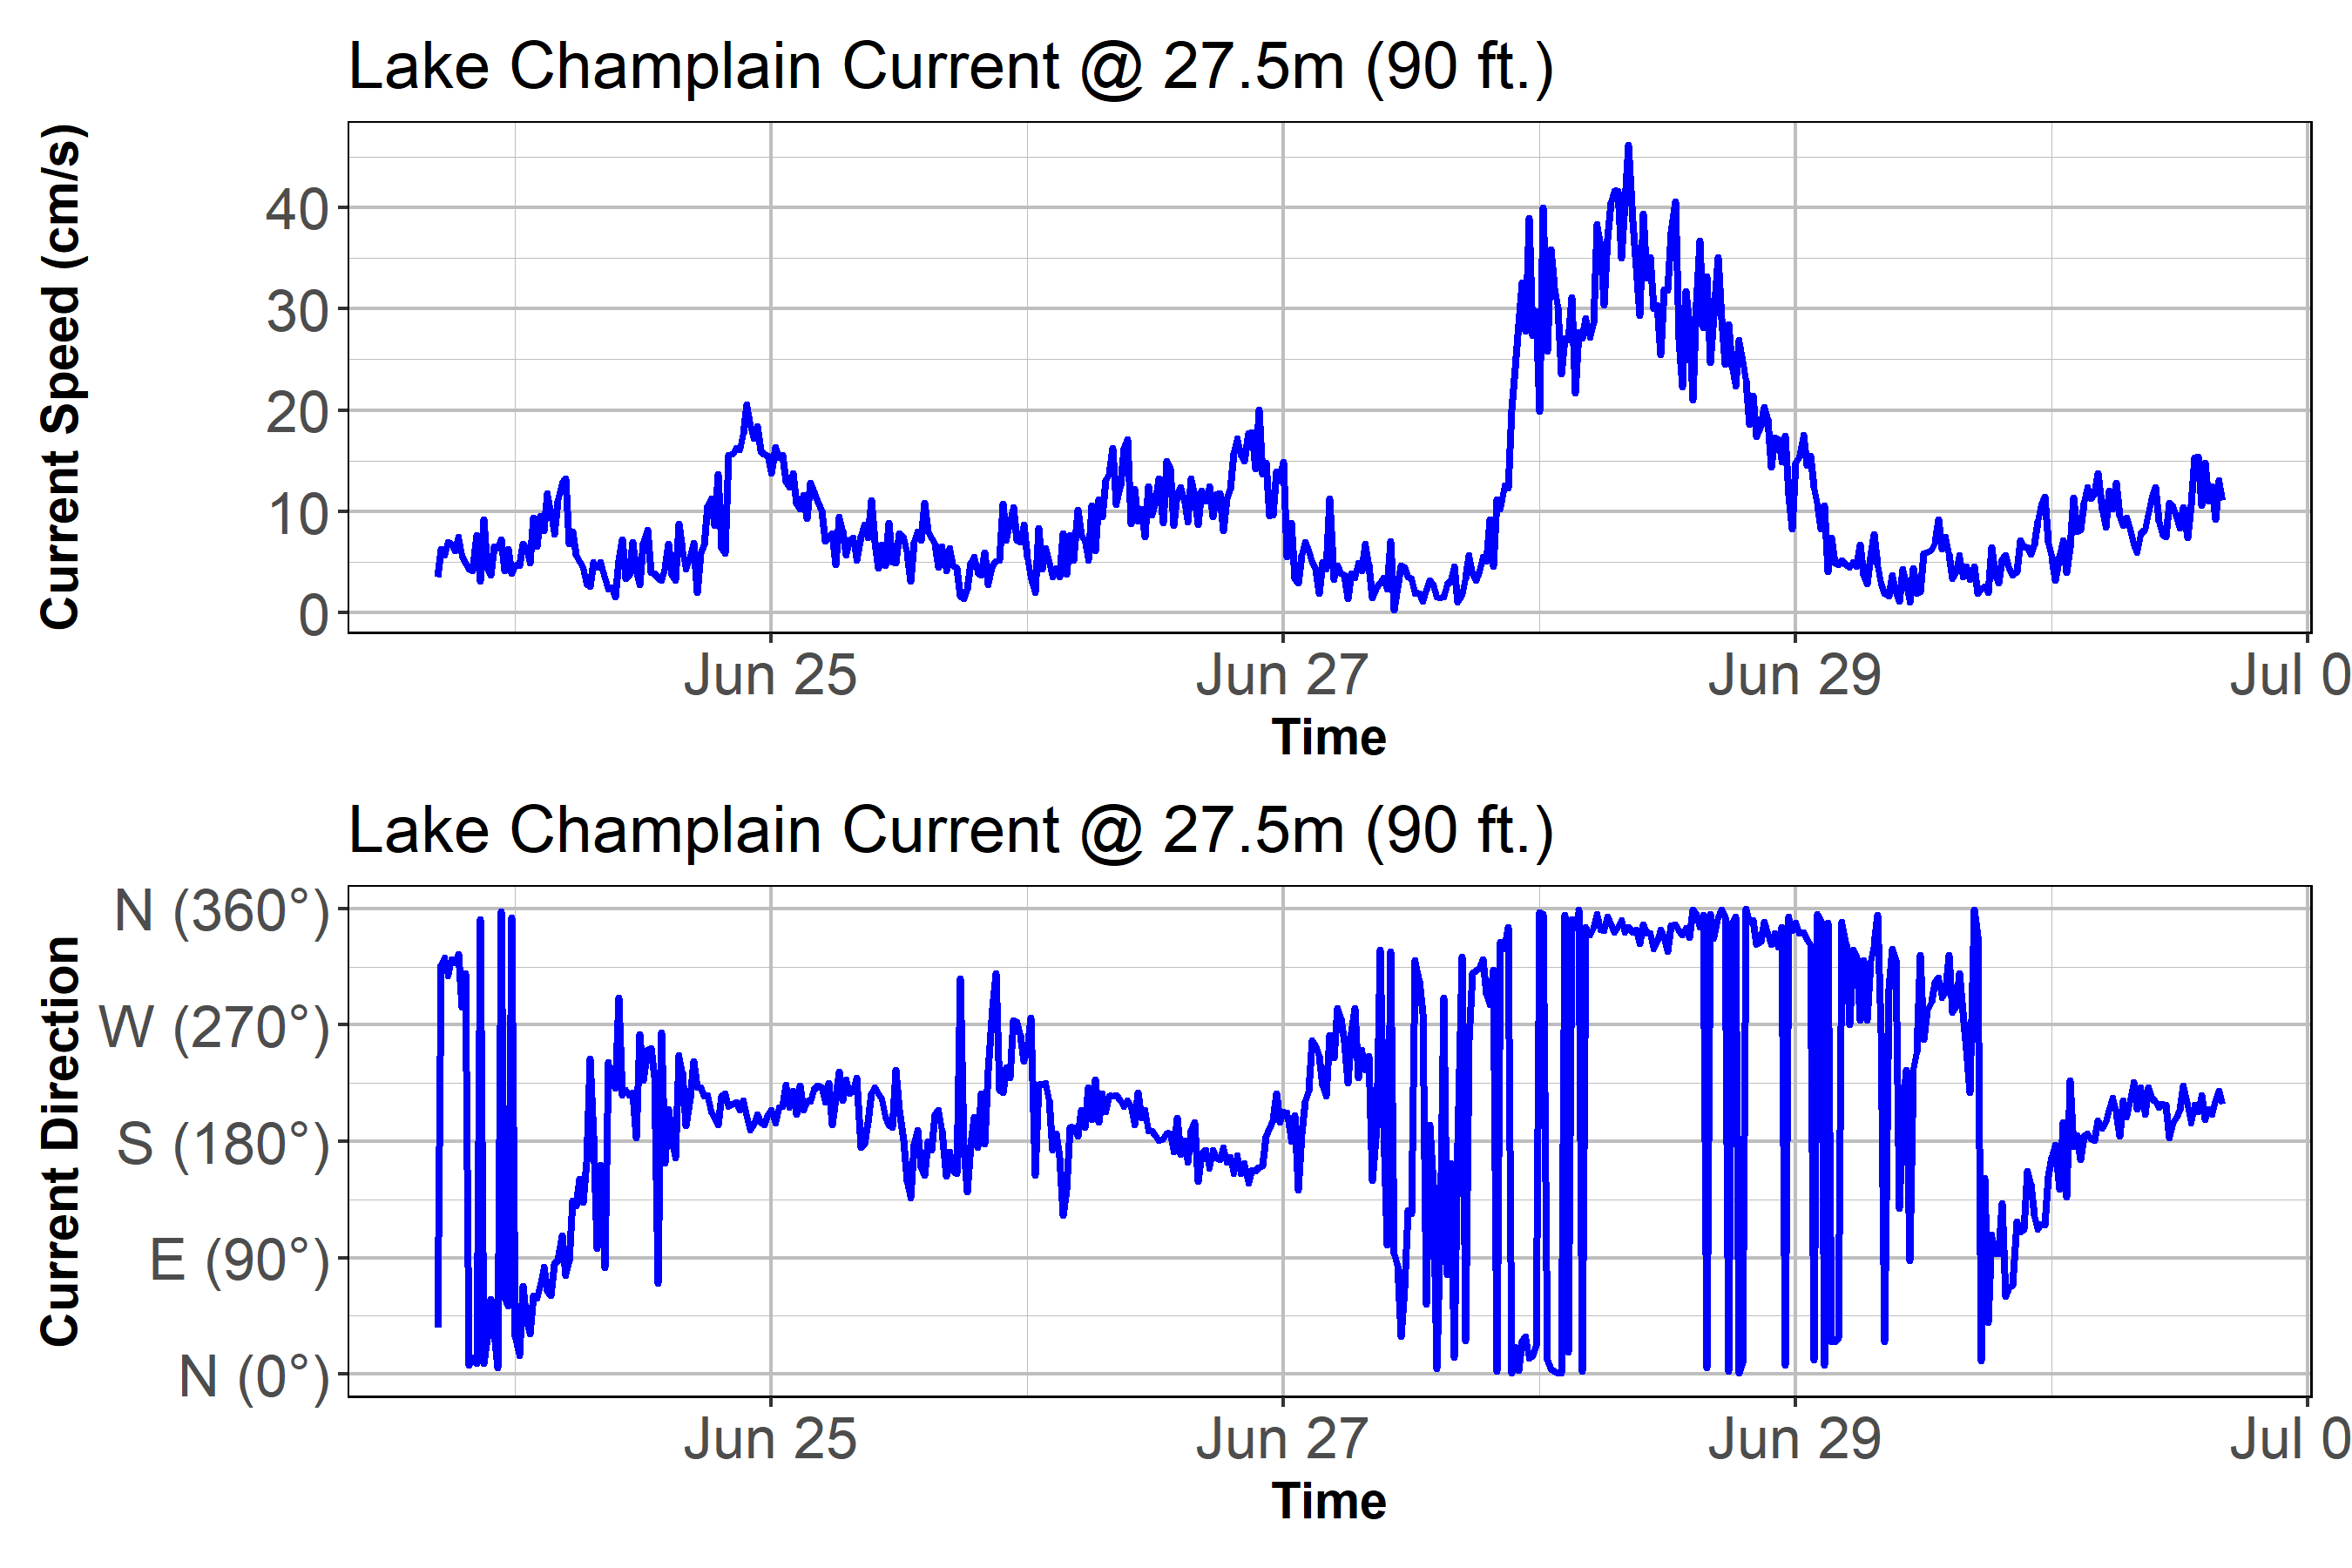 Lake Champlain Current @ 27.5m (90 ft.)
Current Speed (cm/s)
40
30
20
10
0
Jun 25 Jun 27 Jun 29 Jul 0
Time
Lake Champlain Current @ 27.5m (90 ft.)
Current Direction
N (360°)
W (270°)
S (180°)
E (90°)
N (0°)
Jun 25 Jun 27 Jun 29 Jul 0
Time